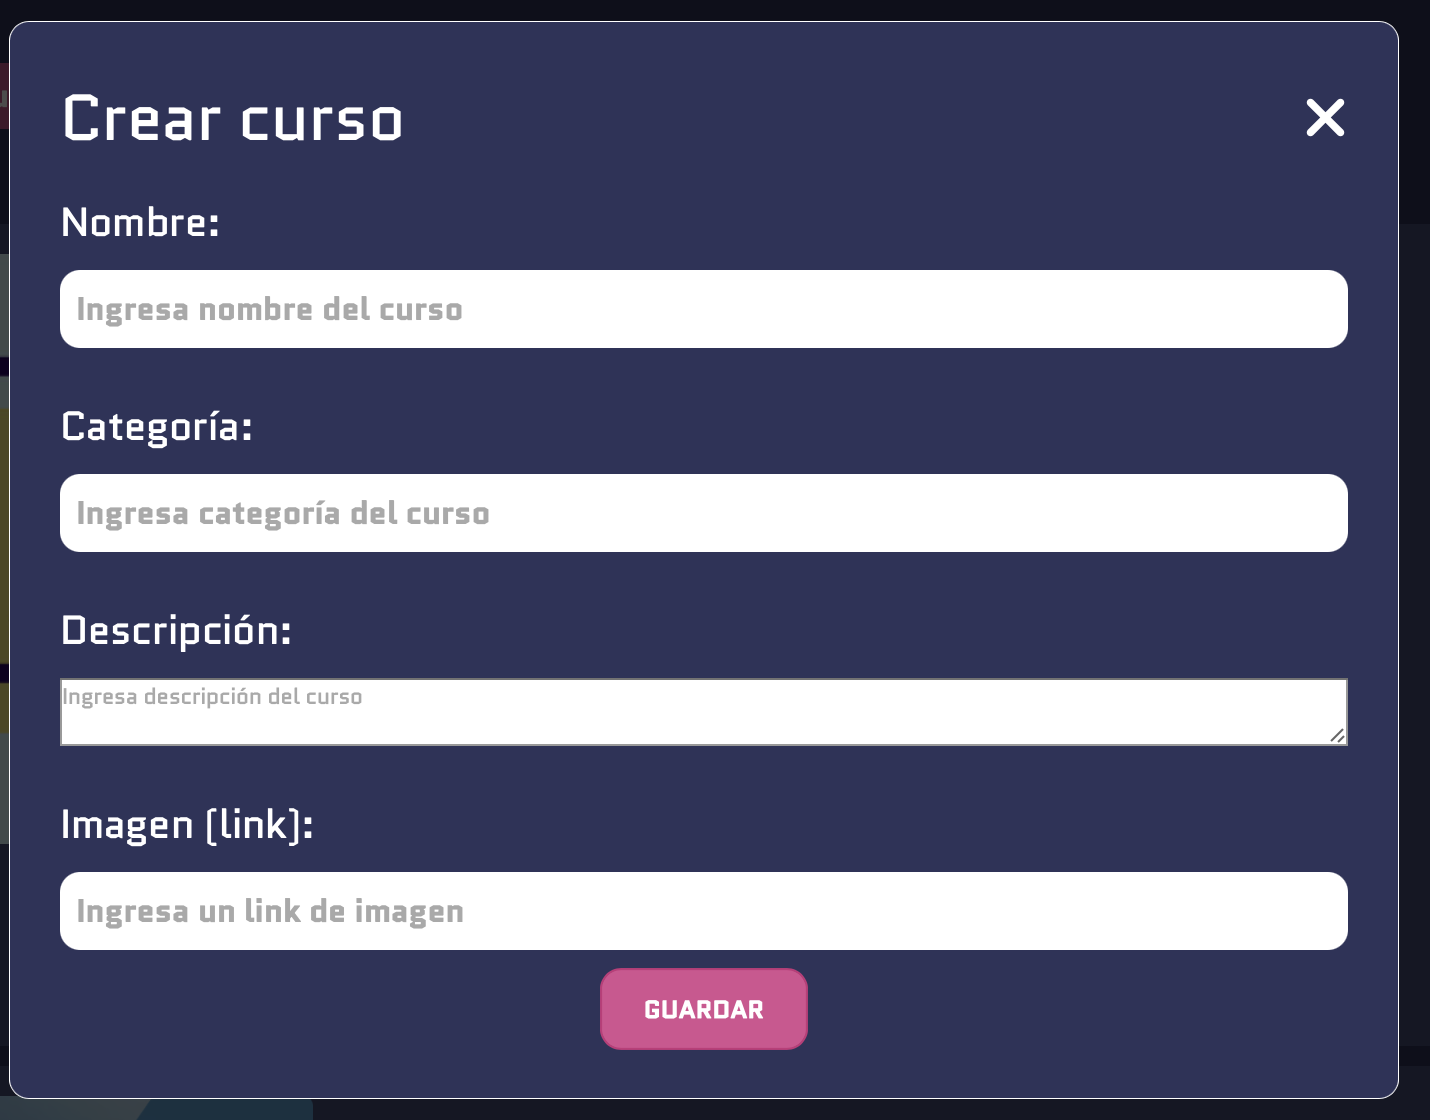 Crear curso
Nombre:
Ingresa nombre del curso
Categoría:
Ingresa categoría del curso
Descripción:
Ingresa descripción del curso
Imagen (link):
Ingresa un link de imagen
GUARDAR